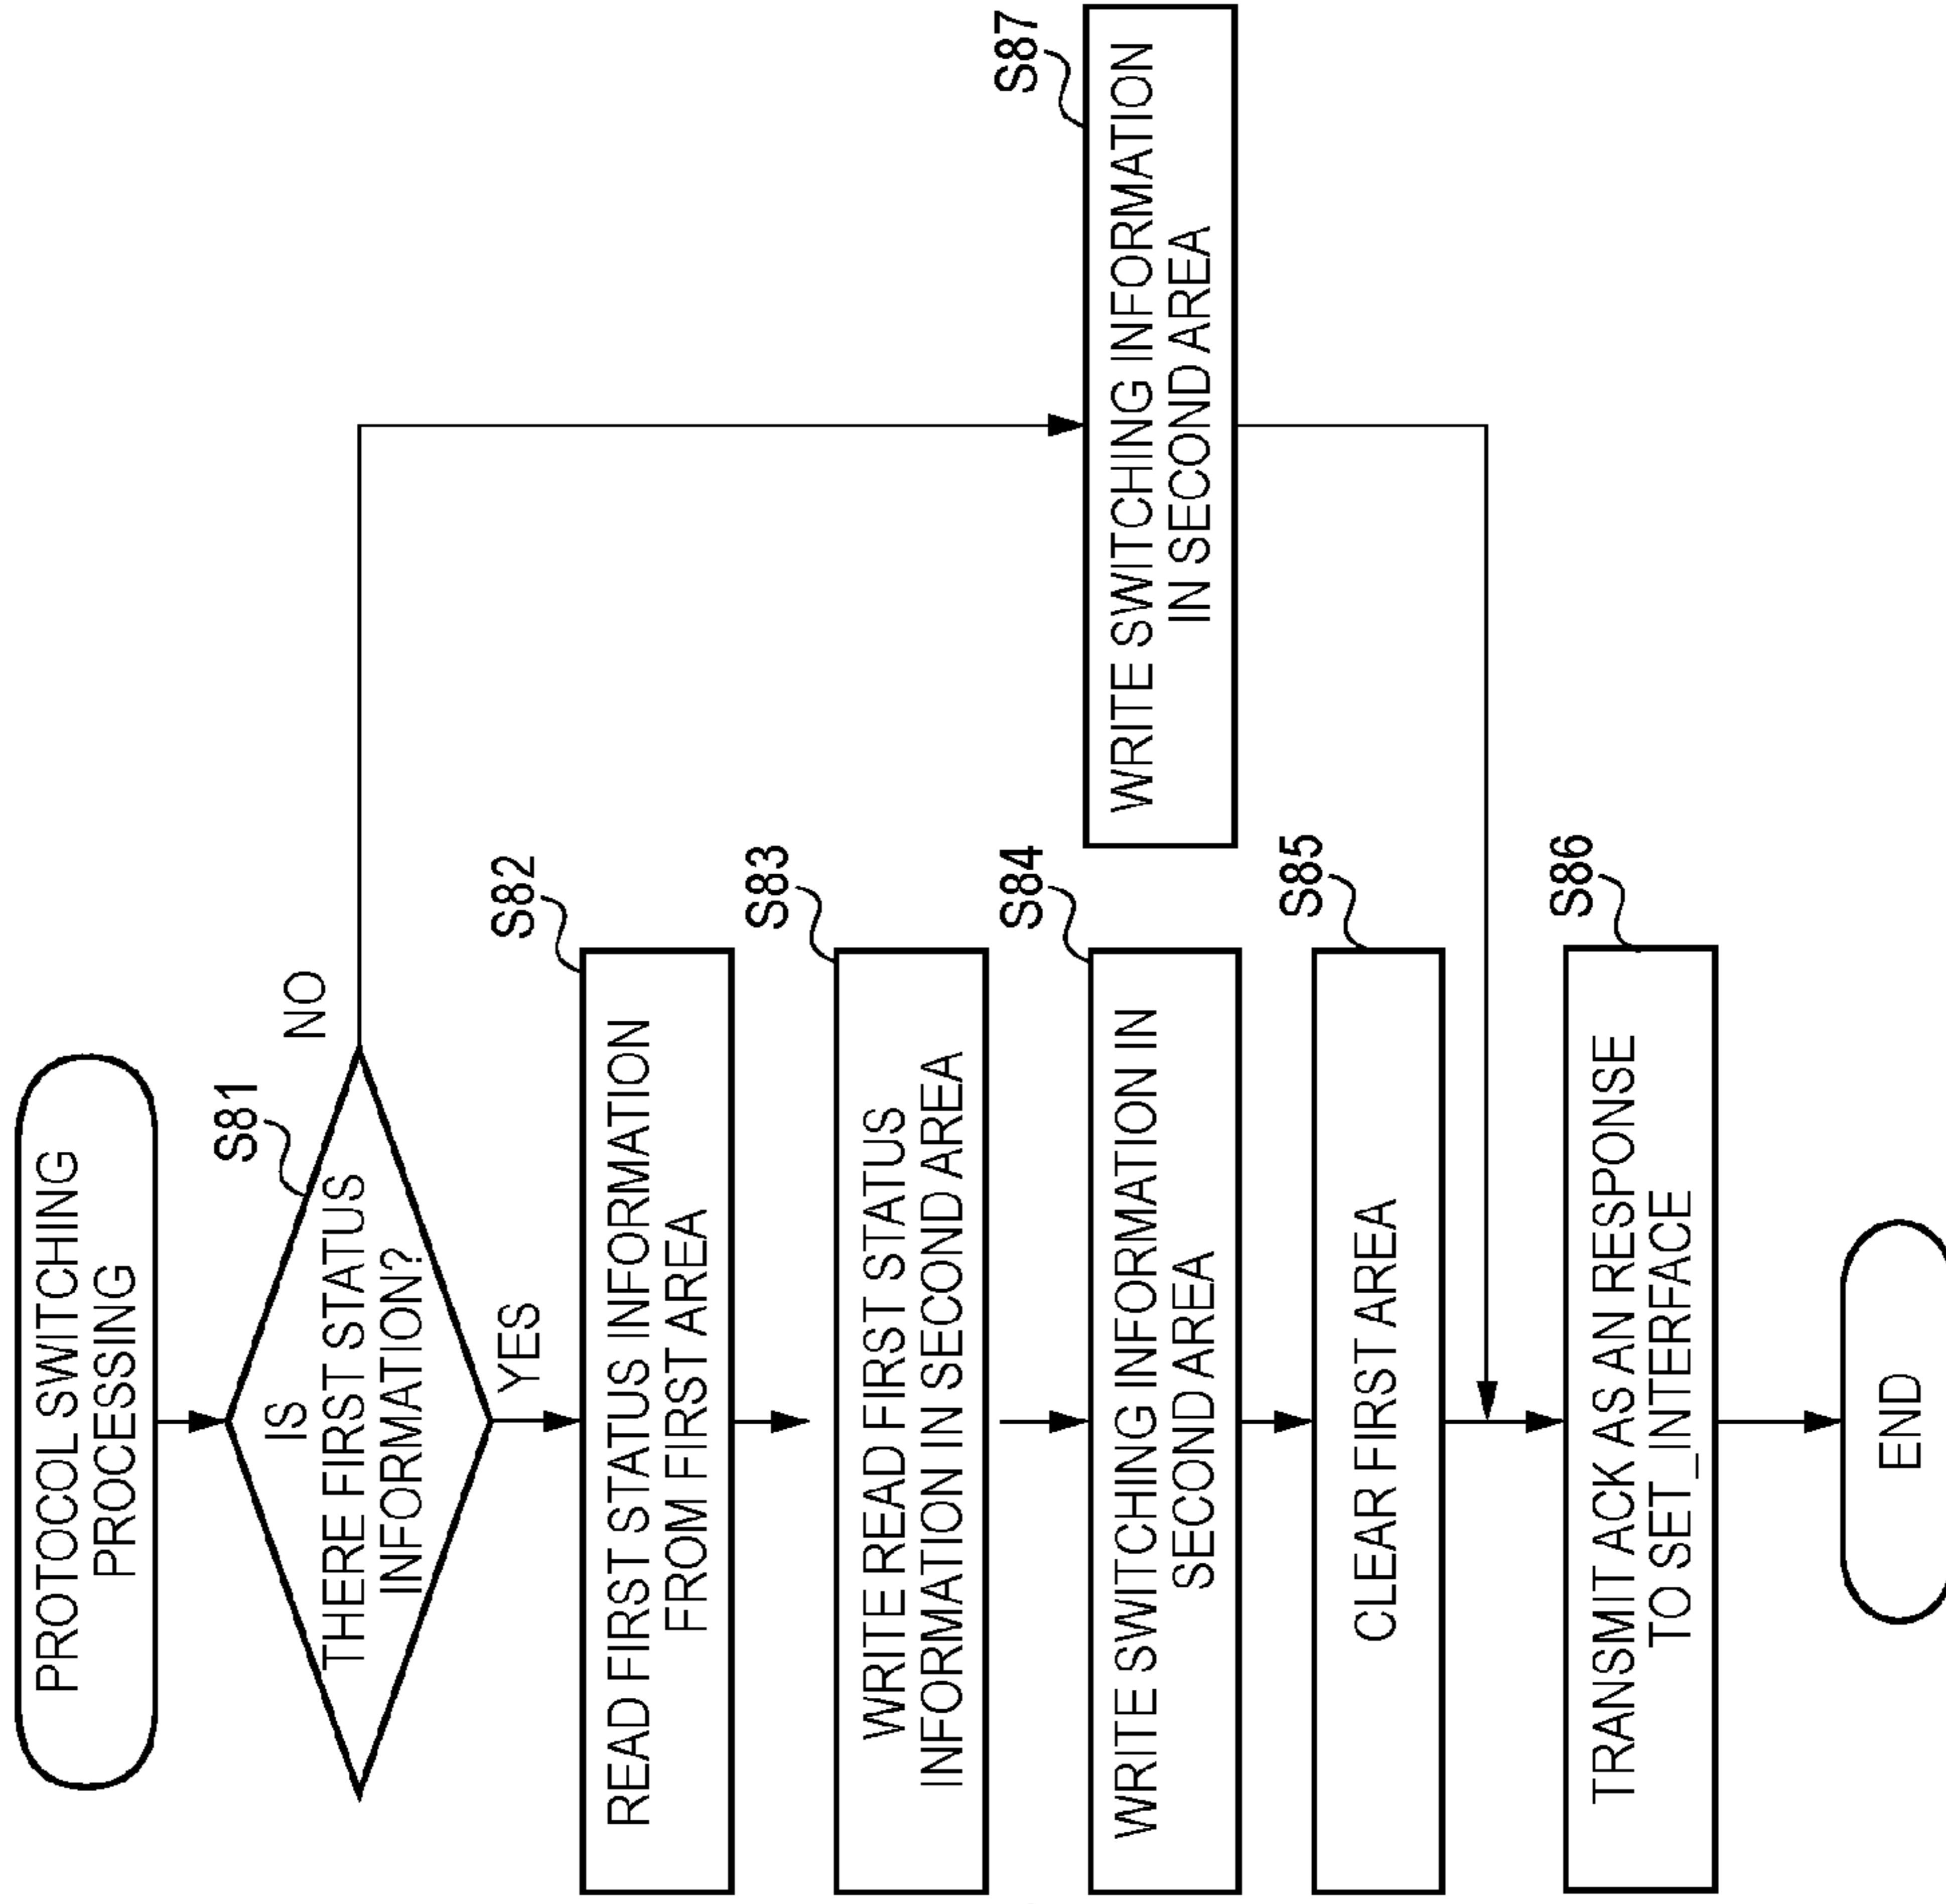 PROTOCOL SWITCHING
PROCESSING
S81
IS
THERE FIRST STATUS
INFORMATION?
NO
YES
S82
READ FIRST STATUS INFORMATION
FROM FIRST AREA
S83
WRITE READ FIRST STATUS
INFORMATION IN SECOND AREA
S84
WRITE SWITCHING INFORMATION IN
SECOND AREA
S87
WRITE SWITCHING INFORMATION
IN SECOND AREA
S85
CLEAR FIRST AREA
S86
TRANSMIT ACK AS AN RESPONSE
TO SET_INTERFACE
END